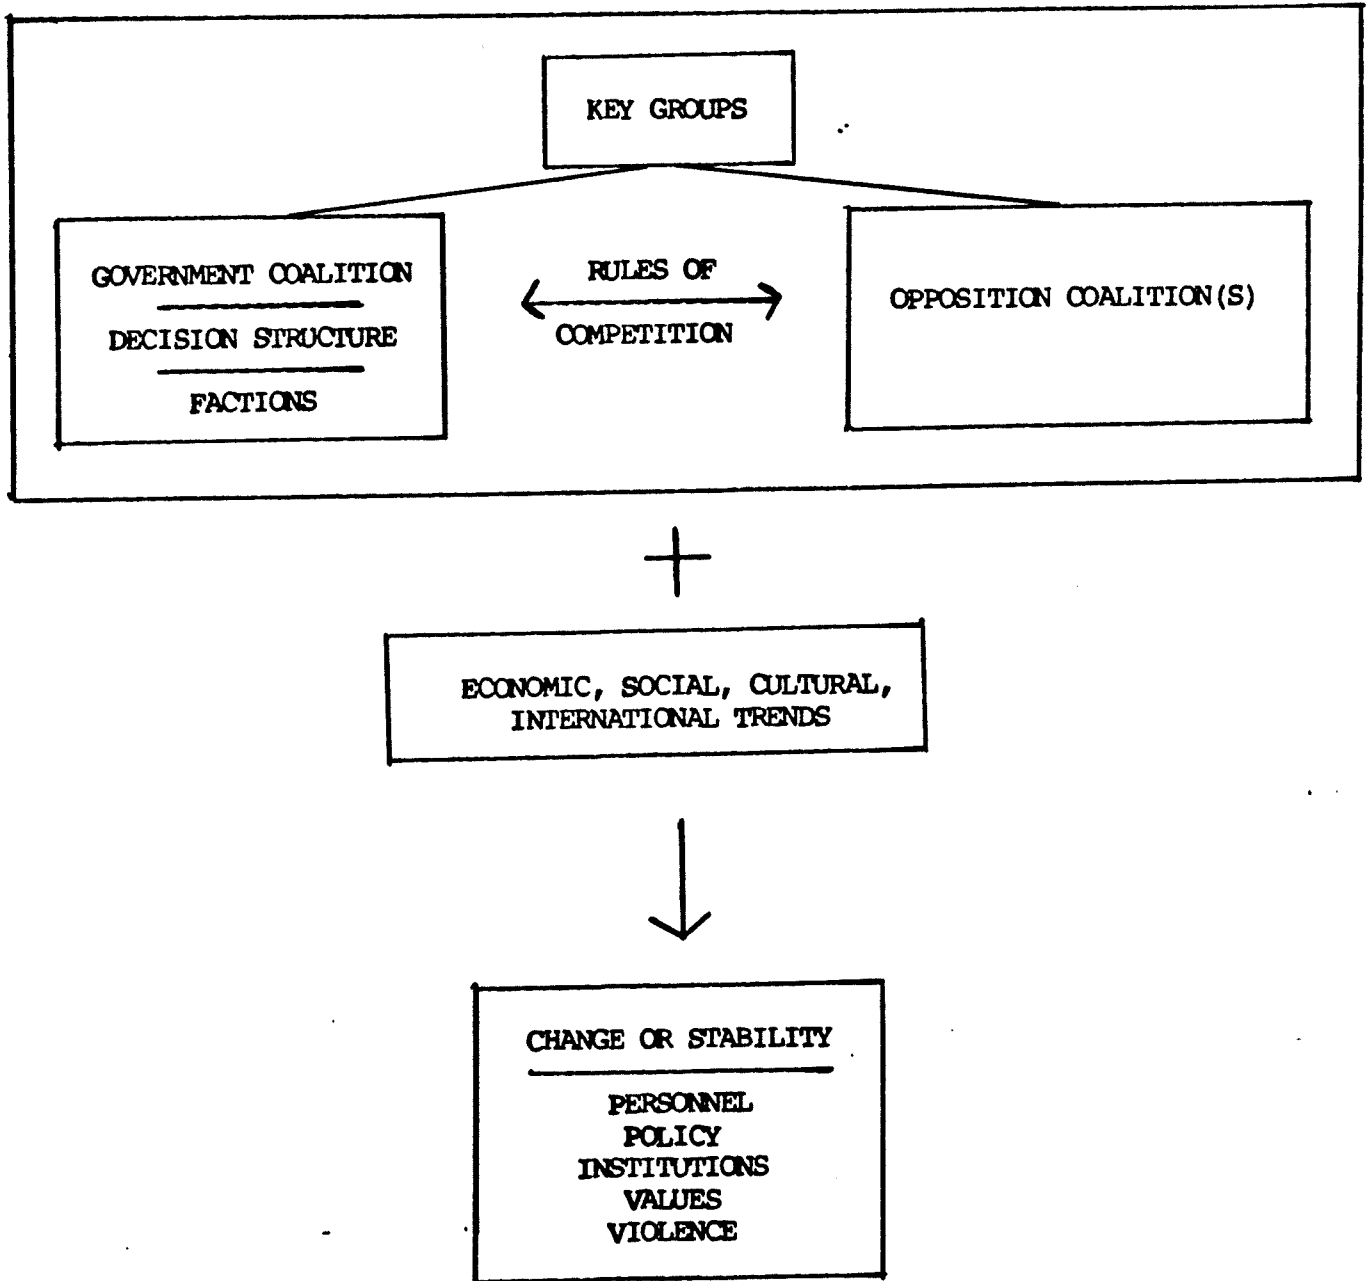 KEY GROUPS
GOVERNMENT COALITION
DECISION STRUCTURE
FACTIONS
RULES OF
COMPETITION
OPPOSITION COALITION(S)
ECONOMIC, SOCIAL, CULTURAL,
INTERNATIONAL TRENDS
CHANGE OR STABILITY
PERSONNEL
POLICY
INSTITUTIONS
VALUES
VIOLENCE